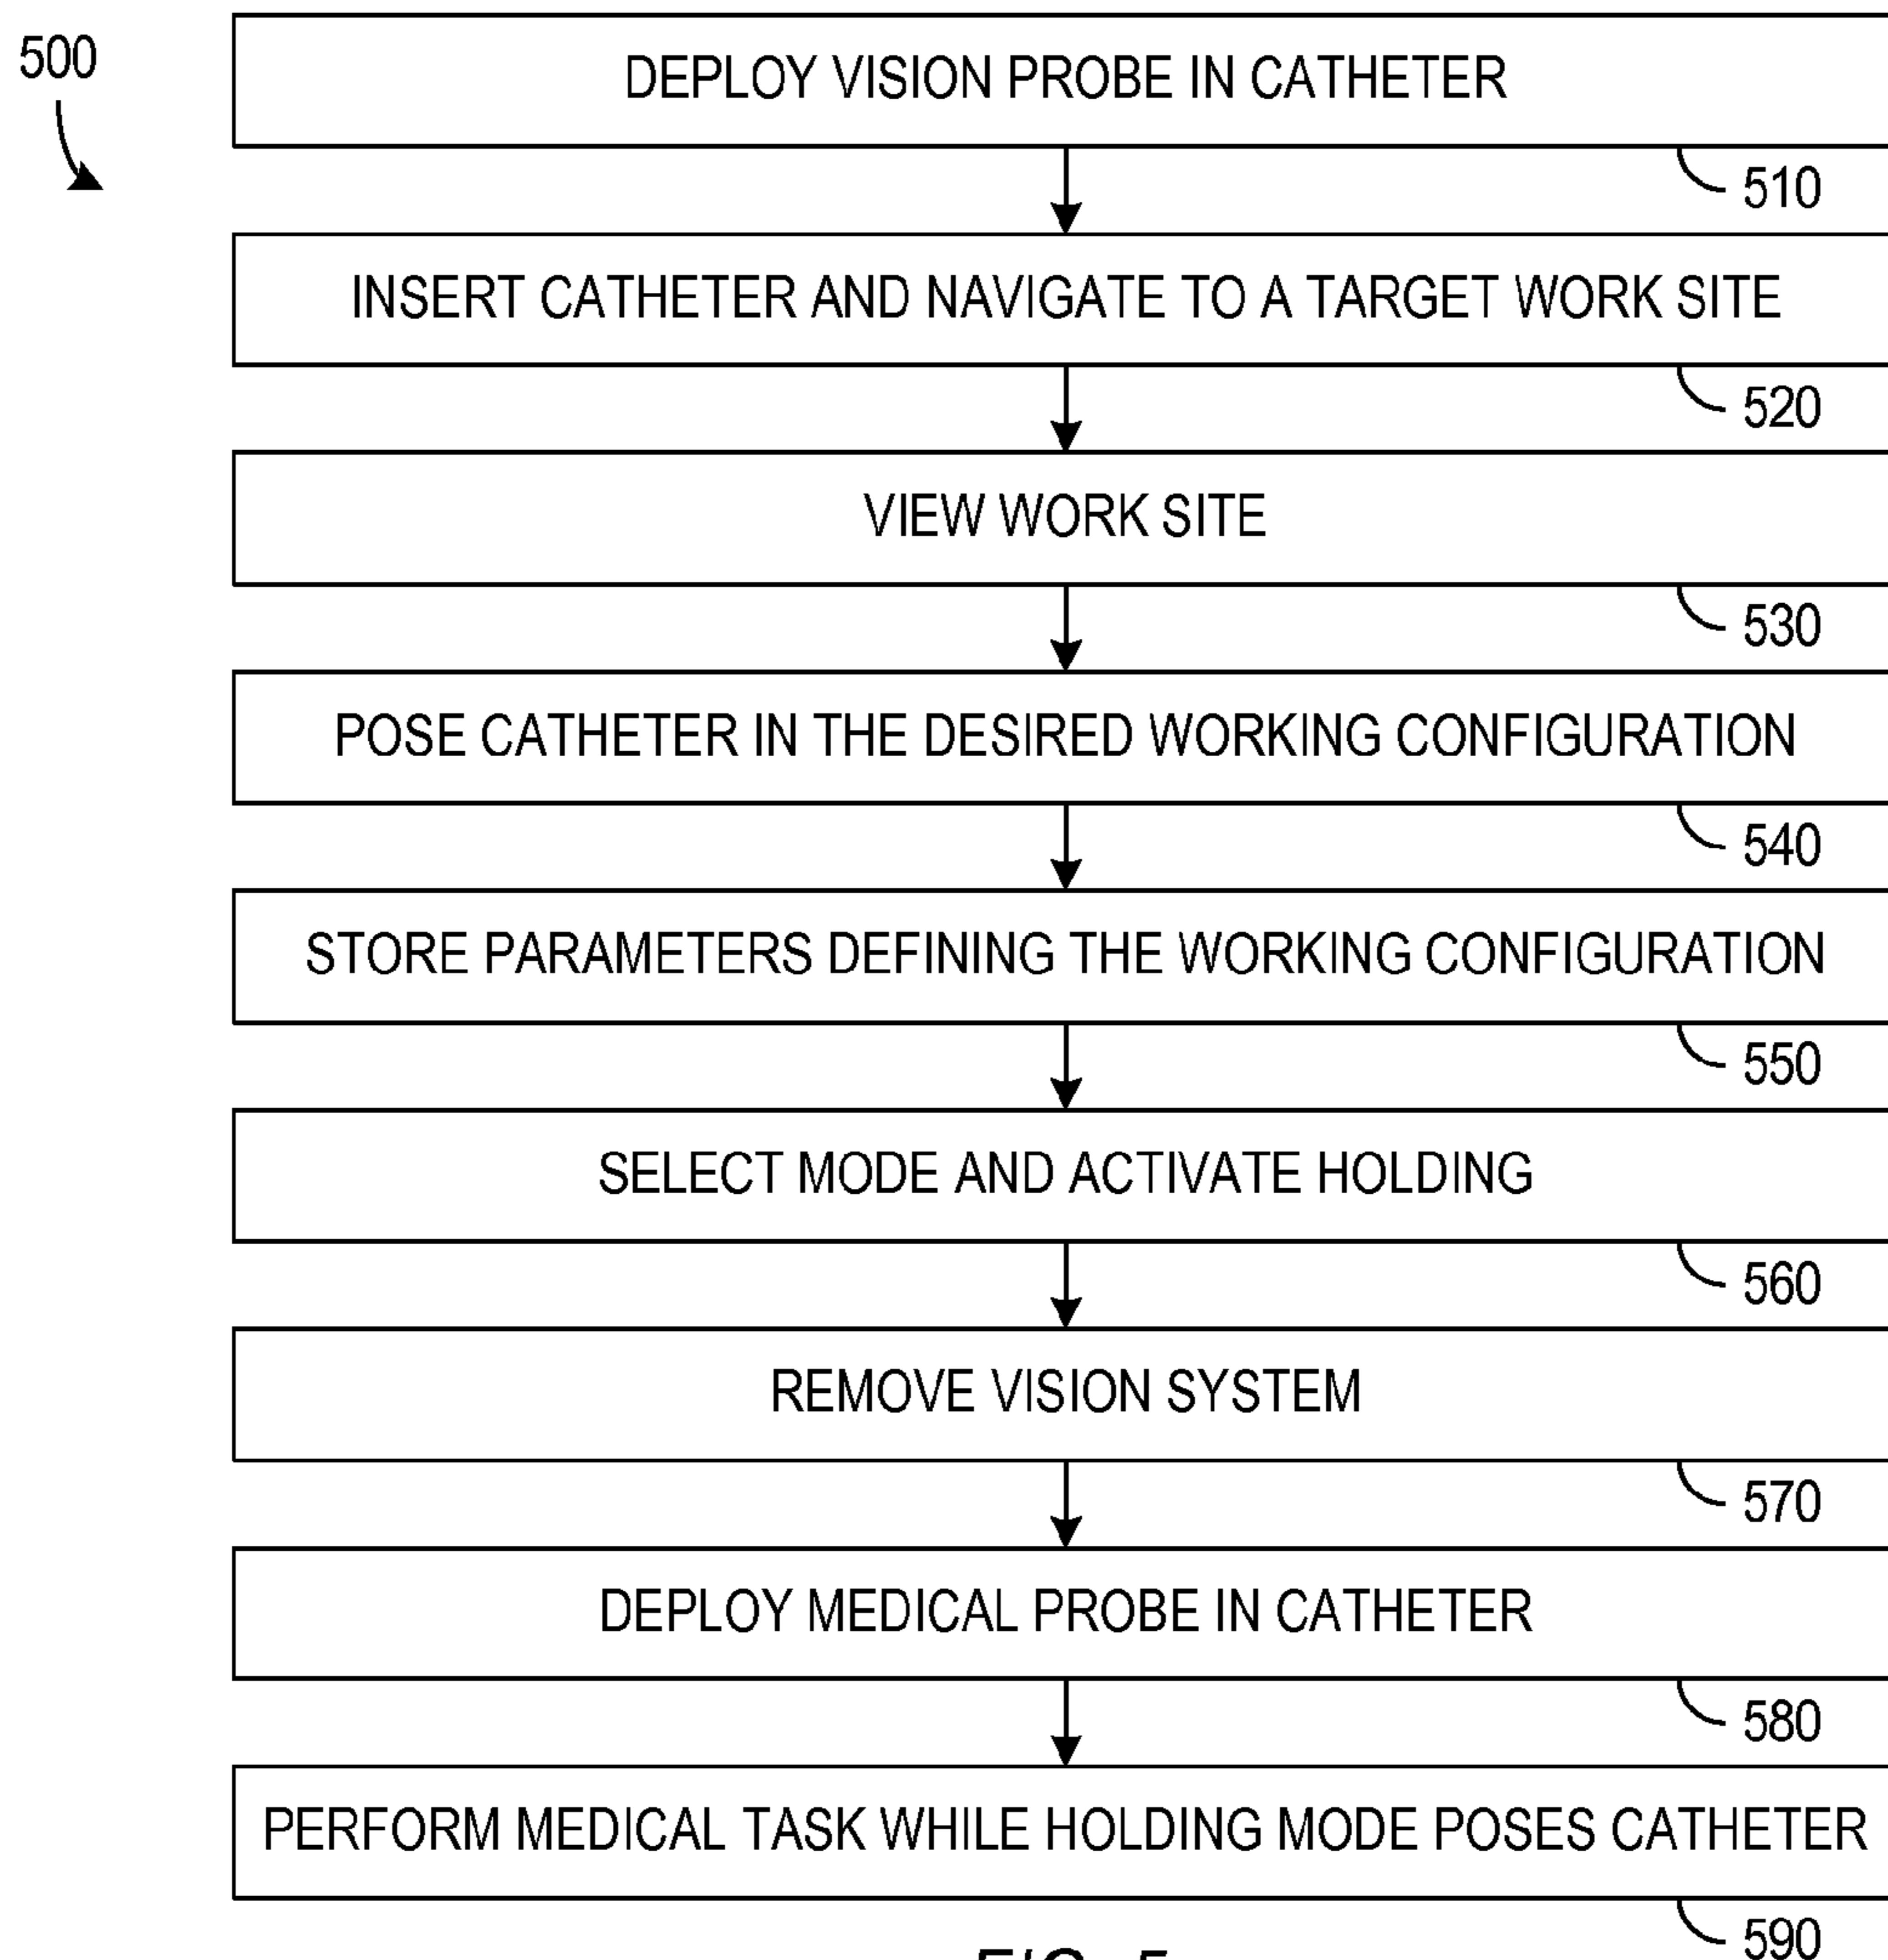 500
DEPLOY VISION PROBE IN CATHETER
510
INSERT CATHETER AND NAVIGATE TO A TARGET WORK SITE
520
VIEW WORK SITE
530
POSE CATHETER IN THE DESIRED WORKING CONFIGURATION
540
STORE PARAMETERS DEFINING THE WORKING CONFIGURATION
550
SELECT MODE AND ACTIVATE HOLDING
560
REMOVE VISION SYSTEM
570
DEPLOY MEDICAL PROBE IN CATHETER
580
PERFORM MEDICAL TASK WHILE HOLDING MODE POSES CATHETER
590